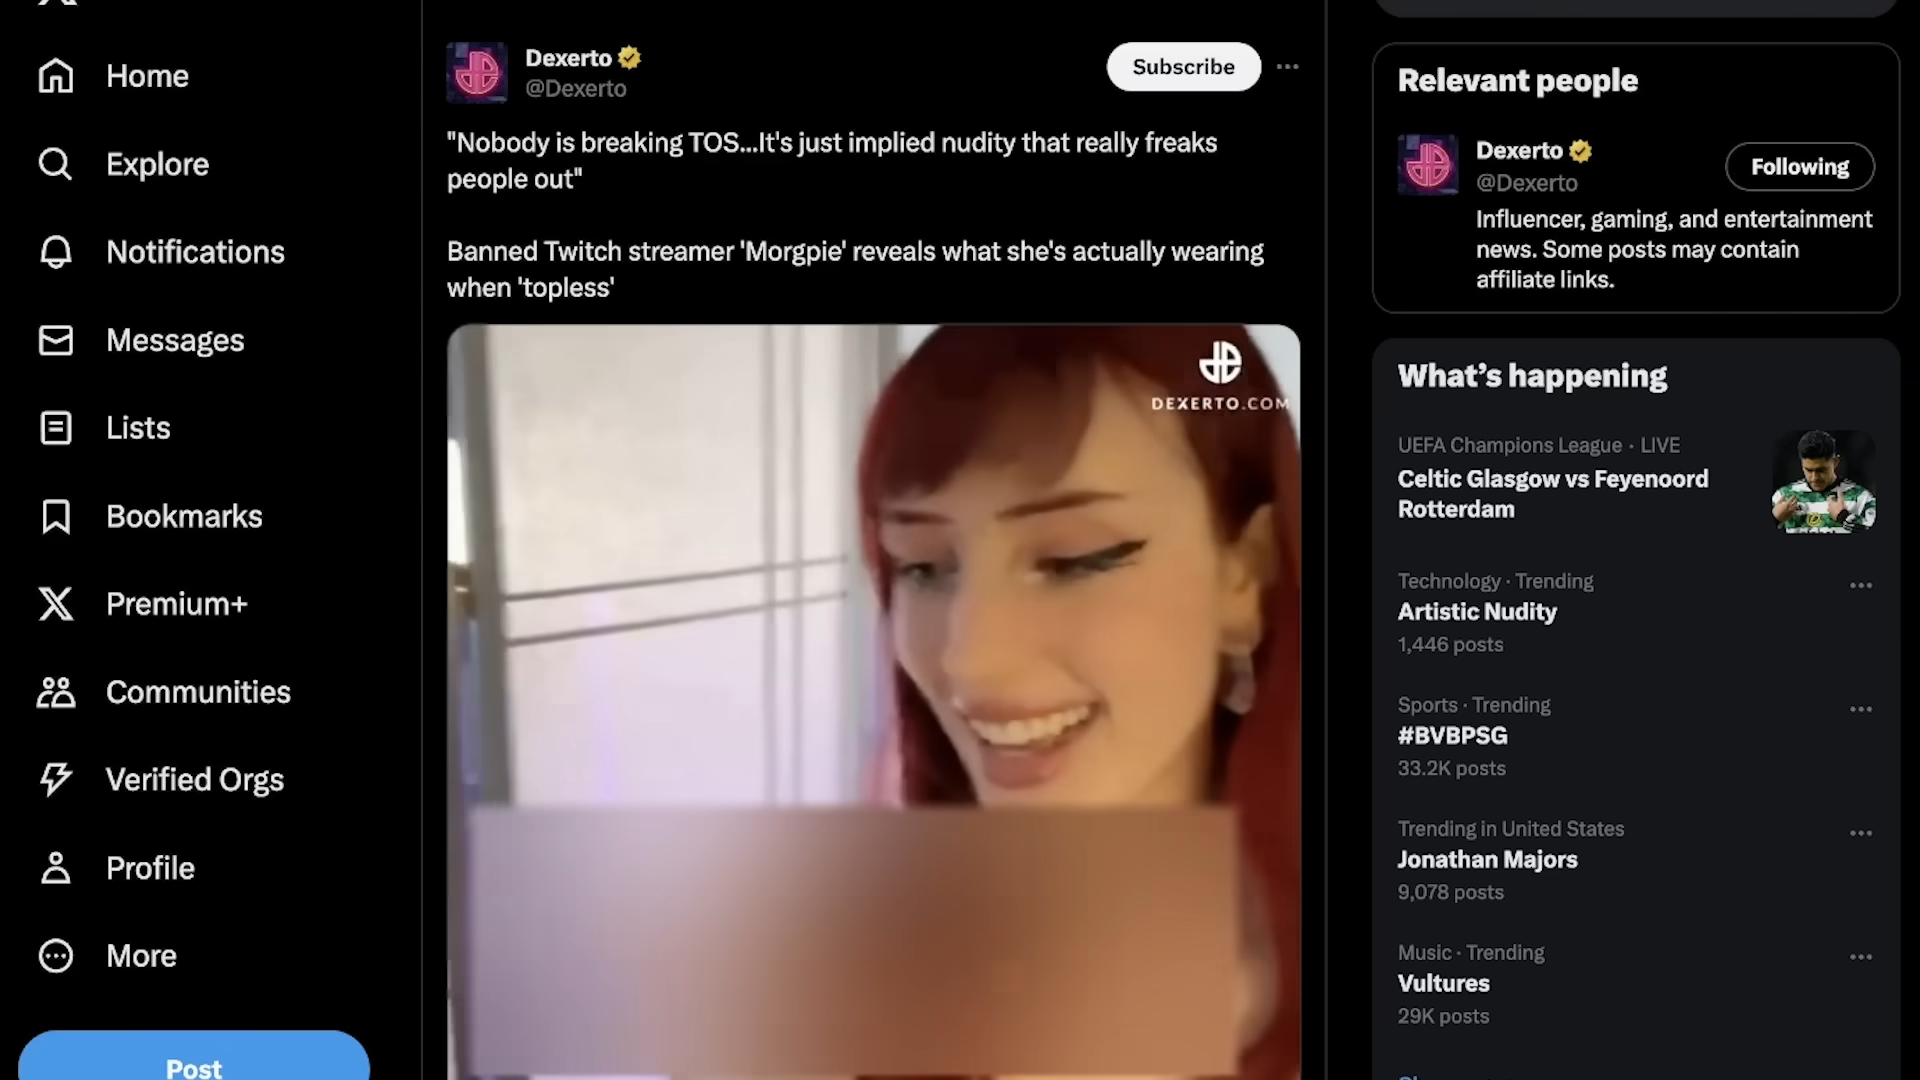 Home
Explore
Notifications
Messages
Lists
Bookmarks
Premium+
Communities
Verified Orgs
Profile
More
Post
Dexerto
@Dexerto
Subscribe
"Nobody is breaking TOS...It's just implied nudity that really freaks
people out"
Banned Twitch streamer 'Morgpie' reveals what she's actually wearing
when 'topless'
DEXERTO.COM
Relevant people
Dexerto
@Dexerto
Following
Influencer, gaming, and entertainment
news. Some posts may contain
affiliate links.
What's happening
UEFA Champions League · LIVE
Celtic Glasgow vs Feyenoord
Rotterdam
Technology · Trending
Artistic Nudity
1,446 posts
Sports · Trending
#BVBPSG
33.2K posts
Trending in United States
Jonathan Majors
9,078 posts
Music · Trending
Vultures
29K posts